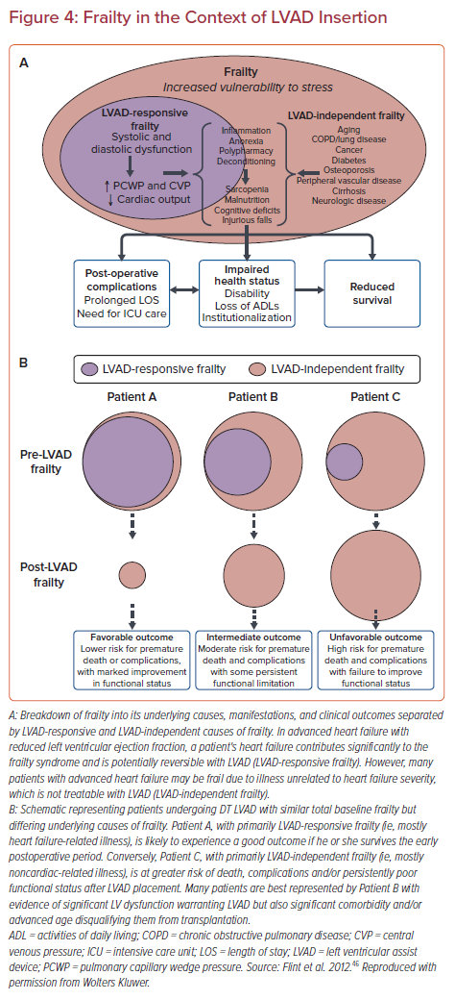 Figure 4: Frailty in the Context of LVAD Insertion
A
Frailty
Increased vulnerability to stress
LVAD-responsive
frailty
Systolic and
diastolic dysfunction
↑ PCWP and CVP
↓ Cardiac output
Inflammation
Anorexia
Polypharmacy
Deconditioning
Sarcopenia
Malnutrition
Cognitive deficits
Injurious falls
LVAD-independent frailty
Aging
COPD/lung disease
Cancer
Diabetes
Osteoporosis
Peripheral vascular disease
Cirrhosis
Neurologic disease
Post-operative
complications
Prolonged LOS
Need for ICU care
Impaired
health status
Disability
Loss of ADLs
Institutionalization
Reduced
survival
B
LVAD-responsive frailty
LVAD-independent frailty
Patient A
Patient B
Patient C
Pre-LVAD
frailty
Post-LVAD
frailty
Favorable outcome
Lower risk for premature
death or complications,
with marked improvement
in functional status
Intermediate outcome
Moderate risk for premature
death and complications
with some persistent
functional limitation
Unfavorable outcome
High risk for premature
death and complications
with failure to improve
functional status
A: Breakdown of frailty into its underlying causes, manifestations, and clinical outcomes separated
by LVAD-responsive and LVAD-independent causes of frailty. In advanced heart failure with
reduced left ventricular ejection fraction, a patient's heart failure contributes significantly to the
frailty syndrome and is potentially reversible with LVAD (LVAD-responsive frailty). However, many
patients with advanced heart failure may be frail due to illness unrelated to heart failure severity,
which is not treatable with LVAD (LVAD-independent frailty).
B: Schematic representing patients undergoing DT LVAD with similar total baseline frailty but
differing underlying causes of frailty. Patient A, with primarily LVAD-responsive frailty (ie, mostly
heart failure-related illness), is likely to experience a good outcome if he or she survives the early
postoperative period. Conversely, Patient C, with primarily LVAD-independent frailty (ie, mostly
noncardiac-related illness), is at greater risk of death, complications and/or persistently poor
functional status after LVAD placement. Many patients are best represented by Patient B with
evidence of significant LV dysfunction warranting LVAD but also significant comorbidity and/or
advanced age disqualifying them from transplantation.
ADL = activities of daily living; COPD = chronic obstructive pulmonary disease; CVP = central
venous pressure; ICU = intensive care unit; LOS = length of stay; LVAD = left ventricular assist
device; PCWP = pulmonary capillary wedge pressure. Source: Flint et al. 2012.46 Reproduced with
permission from Wolters Kluwer.